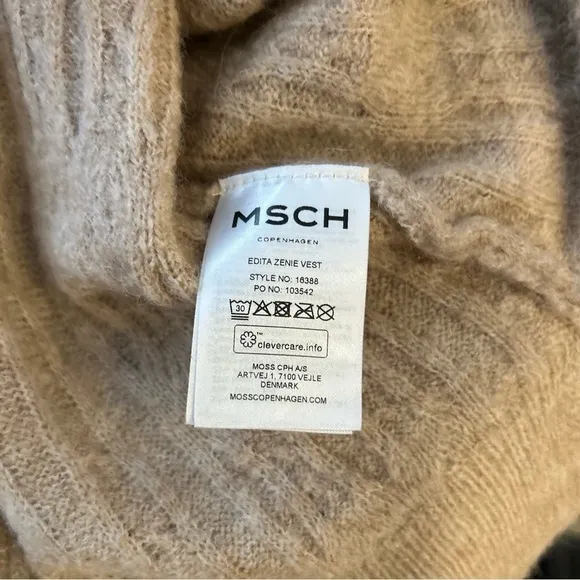 MSCH
COPENHAGEN
EDITA ZENIE VEST
STYLE NO: 16388
PO NO: 103542
30
clevercare.info
MOSS CPH A/S
ARTVEJ 1, 7100 VEJLE
DENMARK
MOSSCOPENHAGEN.COM